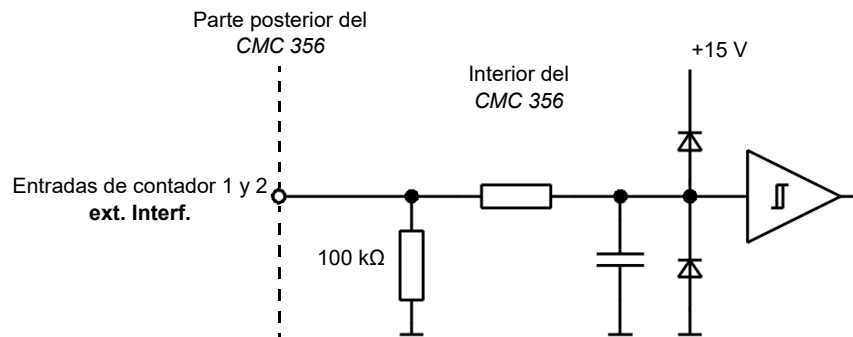 Parte posterior del
CMC 356
+15 V
Interior del
CMC 356
Entradas de contador 1 y 2
ext. Interf.
100 kΩ